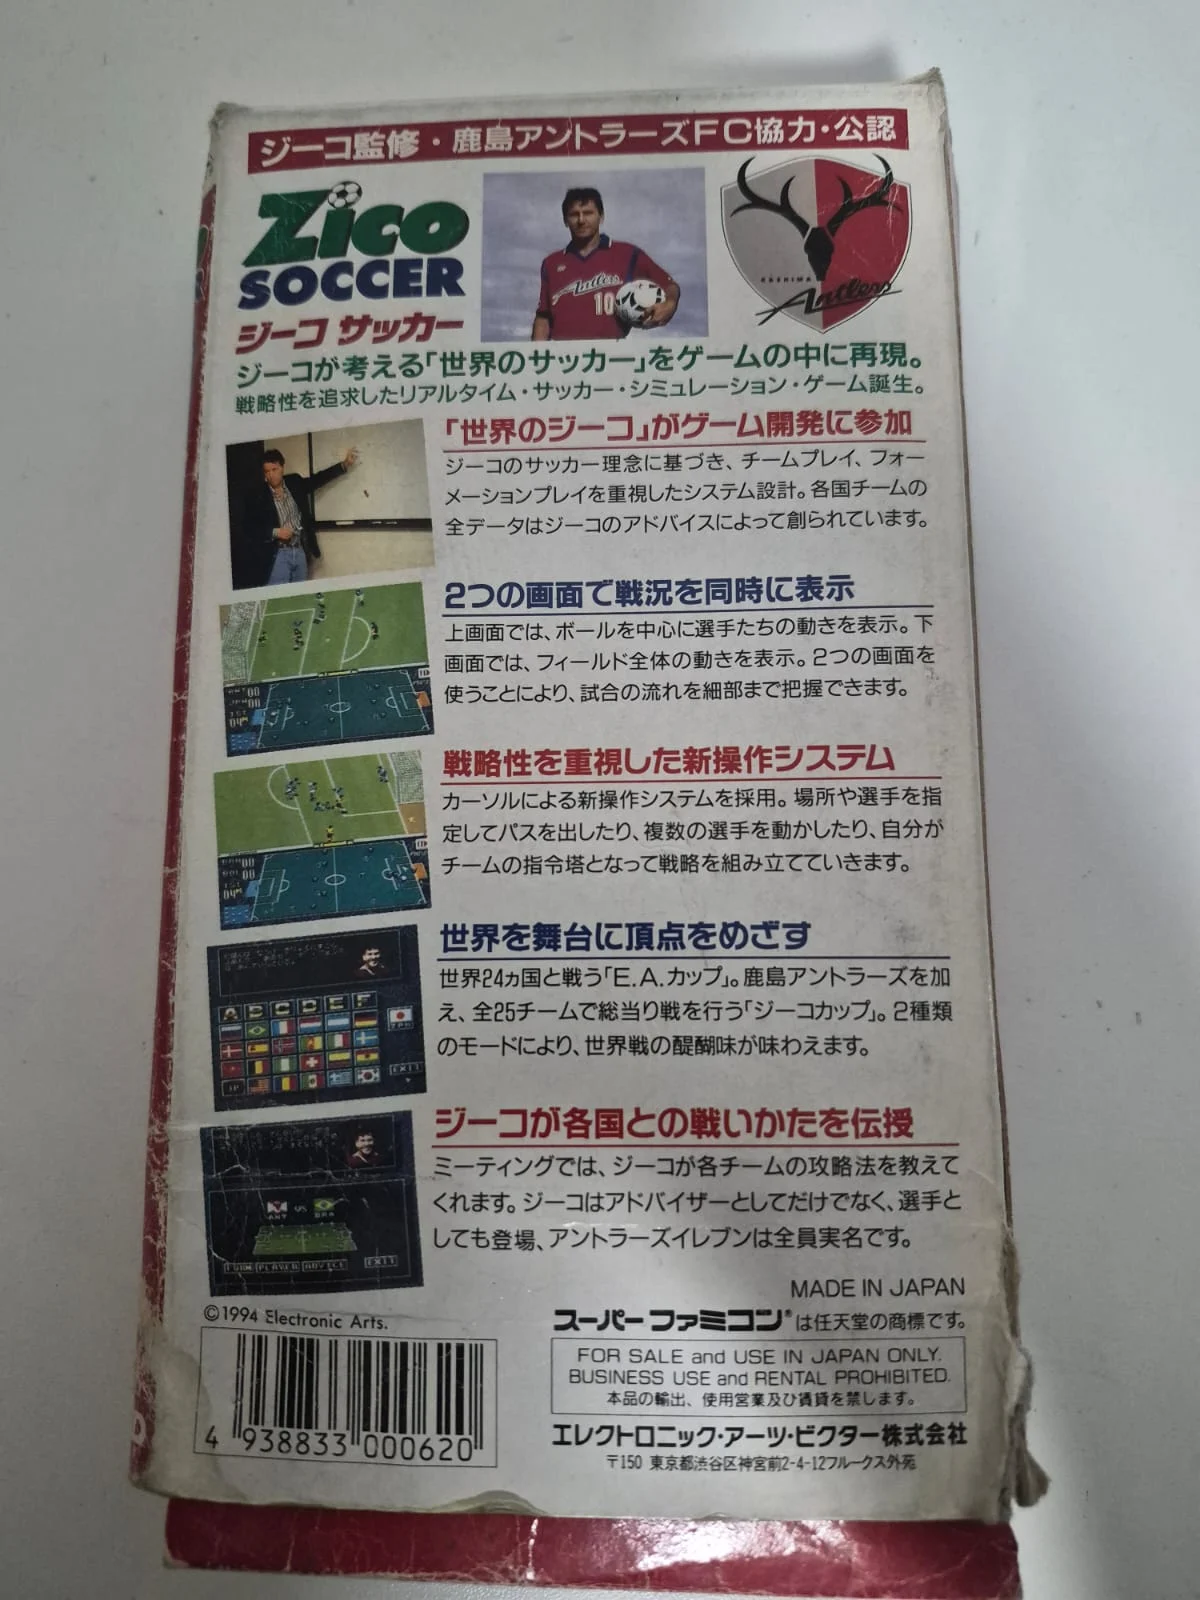 ジーコ監修・鹿島アントラーズFC協力・公認
Zico
SOCCER
ジーコ サッカー
Antlers
10
KASHIMA
Antlers
ジーコが考える「世界のサッカー」をゲームの中に再現。
戦略性を追求したリアルタイム・サッカー・シミュレーション・ゲーム誕生。
「世界のジーコ」がゲーム開発に参加
ジーコのサッカー理念に基づき、チームプレイ、フォー
メーションプレイを重視したシステム設計。各国チームの
全データはジーコのアドバイスによって創られています。
2つの画面で戦況を同時に表示
上画面では、ボールを中心に選手たちの動きを表示。下
画面では、フィールド全体の動きを表示。2つの画面を
使うことにより、試合の流れを細部まで把握できます。
戦略性を重視した新操作システム
カーソルによる新操作システムを採用。場所や選手を指
定してパスを出したり、複数の選手を動かしたり、自分が
チームの指令塔となって戦略を組み立てていきます。
世界を舞台に頂点をめざす
世界24ヵ国と戦う「E.A.カップ」。鹿島アントラーズを加
え、全25チームで総当り戦を行う「ジーコカップ」。2種類
のモードにより、世界戦の醍醐味が味わえます。
A B C D E F
JPN
EXIT
ジーコが各国との戦いかたを伝授
ミーティングでは、ジーコが各チームの攻略法を教えて
くれます。ジーコはアドバイザーとしてだけでなく、選手と
しても登場、アントラーズイレブンは全員実名です。
ANT VS BRA
FORM PLAYER ADVICE EXIT
MADE IN JAPAN
©1994 Electronic Arts.
スーパーファミコン®は任天堂の商標です。
FOR SALE and USE IN JAPAN ONLY.
BUSINESS USE and RENTAL PROHIBITED.
本品の輸出、使用営業及び賃貸を禁じます。
4 938833 000620
エレクトロニック・アーツ・ビクター株式会社
〒150 東京都渋谷区神宮前2-4-12フルークス外苑